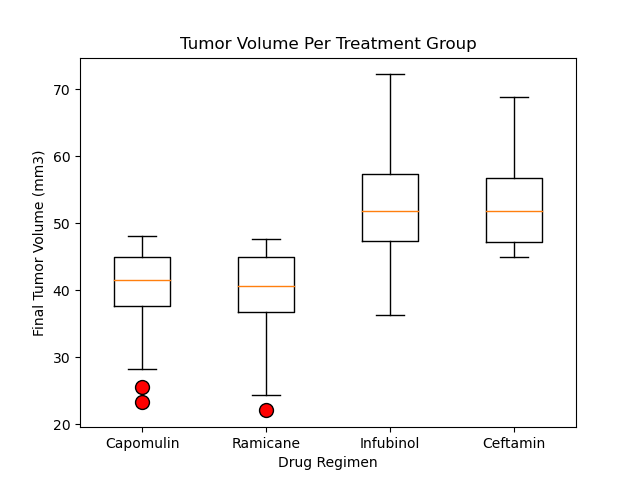 Tumor Volume Per Treatment Group
Final Tumor Volume (mm3)
70
60
50
40
30
20
Capomulin Ramicane Infubinol Ceftamin
Drug Regimen